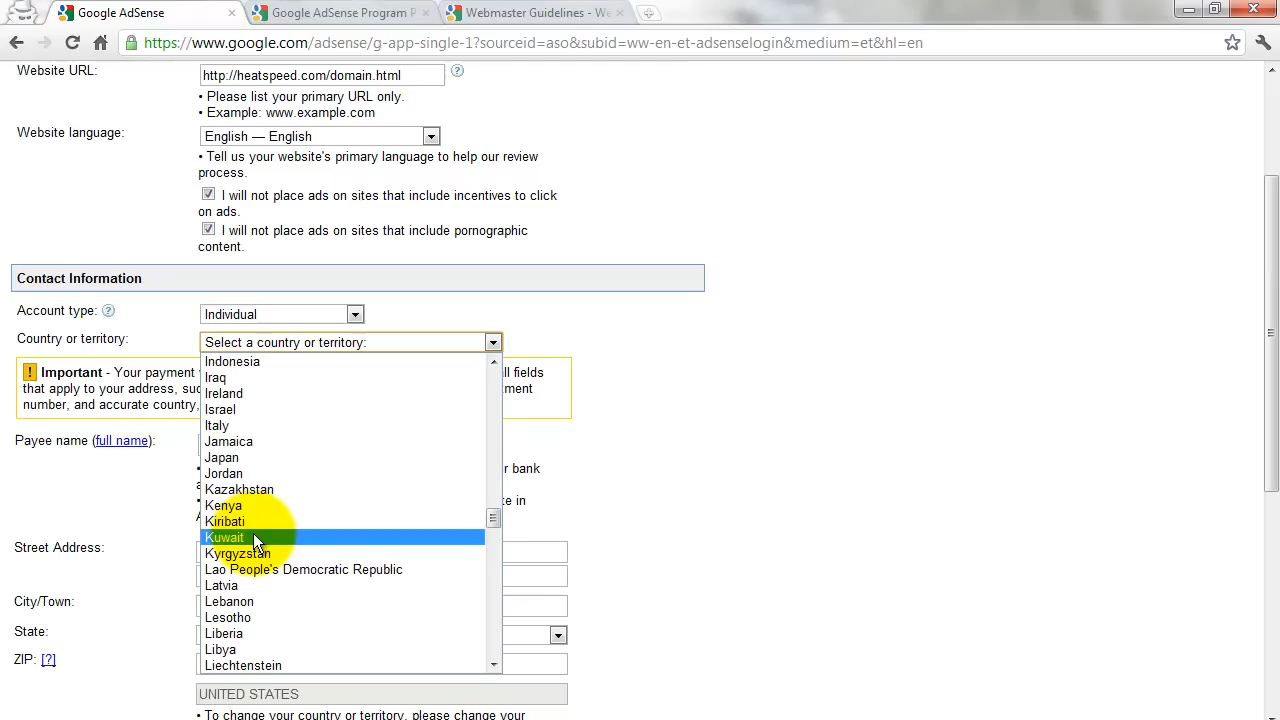 Google AdSense
Google AdSense Program P
Webmaster Guidelines - We
https://www.google.com/adsense/g-app-single-1?sourceid=aso&subid=ww-en-et-adsenselogin&medium=et&hl=en
Website URL:
http://heatspeed.com/domain.html
?
• Please list your primary URL only.
• Example: www.example.com
Website language:
English — English
• Tell us your website's primary language to help our review
process.
I will not place ads on sites that include incentives to click
on ads.
I will not place ads on sites that include pornographic
content.
Contact Information
Account type: ?
Individual
Country or territory:
Select a country or territory:
! Important - Your payment
ll fields
that apply to your address, suc
tment
number, and accurate country,
Indonesia
Iraq
Ireland
Israel
Italy
Jamaica
Japan
Jordan
Kazakhstan
Kenya
Kiribati
Kuwait
Kyrgyzstan
Lao People's Democratic Republic
Latvia
Lebanon
Lesotho
Liberia
Libya
Liechtenstein
Payee name (full name):
r bank
te in
Street Address:
City/Town:
State:
ZIP: [?]
UNITED STATES
• To change your country or territory, please change your